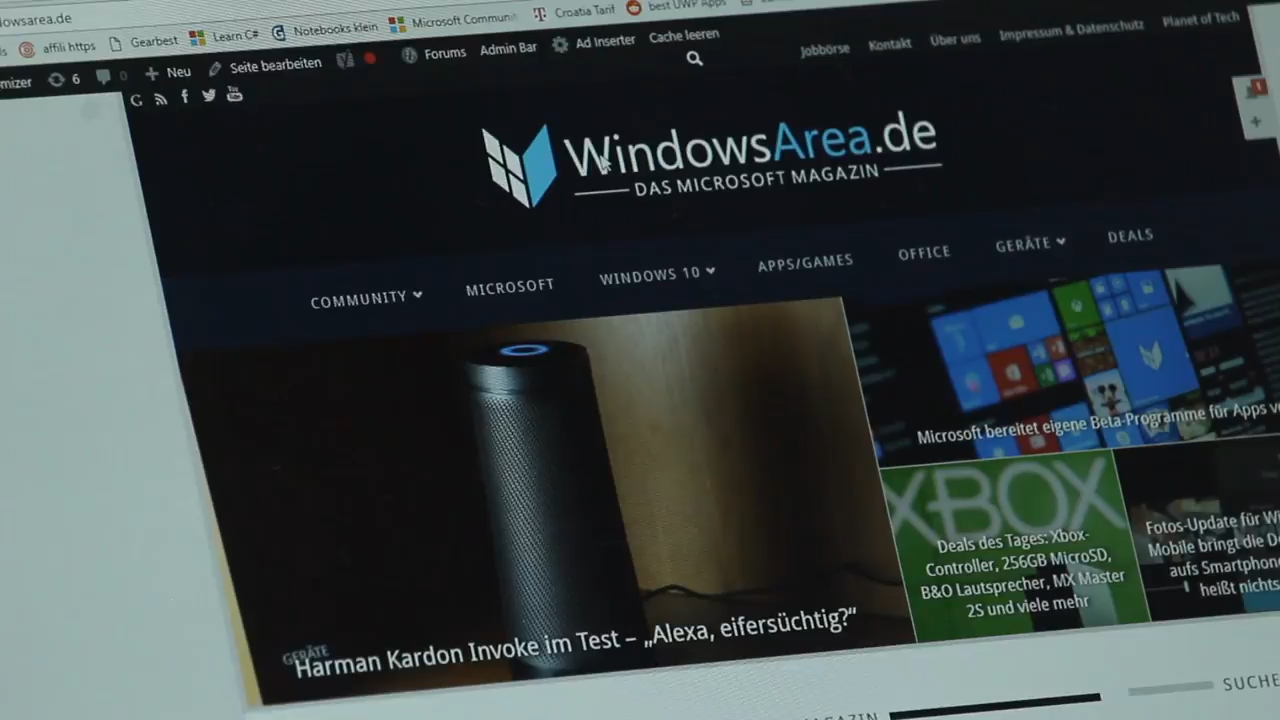 owsarea.de
affili https
Gearbest
Learn C#
Notebooks klein
Microsoft Commun
Croatia Tarif
best UWP Apps
mizer
6
0
Neu
Seite bearbeiten
Forums
Admin Bar
Ad Inserter
Cache leeren
Jobbörse
Kontakt
Über uns
Impressum & Datenschutz
Planet of Tech
WindowsArea.de
DAS MICROSOFT MAGAZIN
COMMUNITY
MICROSOFT
WINDOWS 10
APPS/GAMES
OFFICE
GERÄTE
DEALS
Microsoft bereitet eigene Beta-Programme für Apps v
XBOX
Deals des Tages: Xbox-
Controller, 256GB MicroSD,
B&O Lautsprecher, MX Master
2S und viele mehr
Fotos-Update für Wi
Mobile bringt die De
aufs Smartphone
heißt nichts
GERÄTE
Harman Kardon Invoke im Test – „Alexa, eifersüchtig?“
MAGAZIN
SUCHE